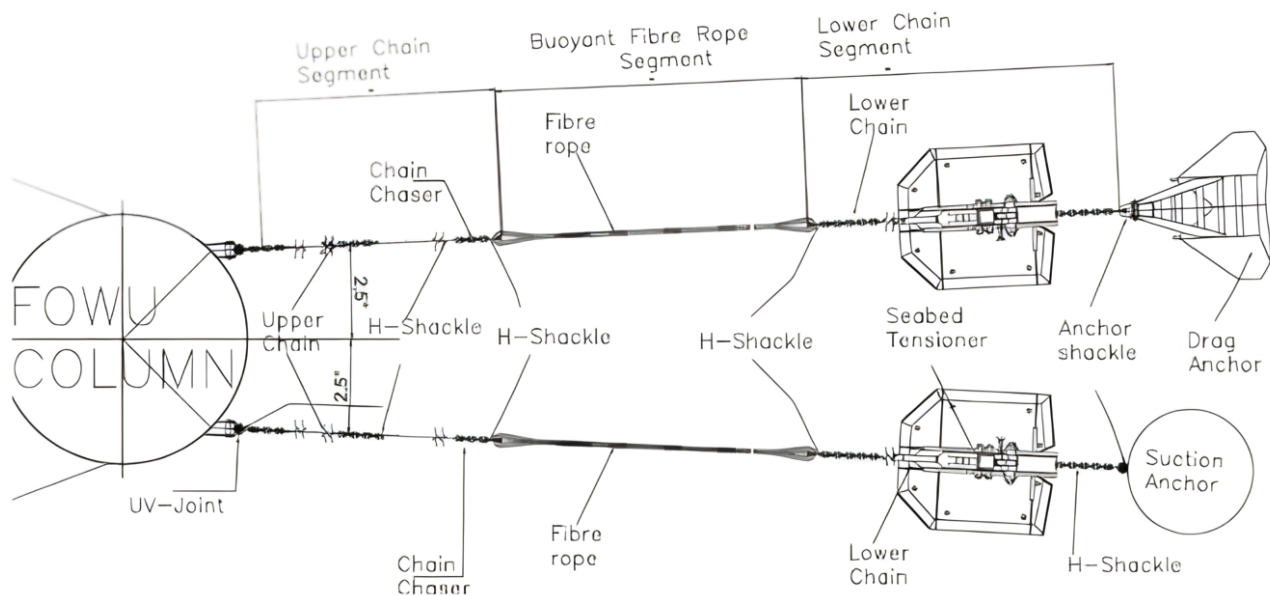 Upper Chain
Segment
Buoyant Fibre Rope
Segment
Lower Chain
Segment
Fibre
rope
Lower
Chain
Chain
Chaser
FOWU
COLUMN
2.5°
2.5°
Upper
Chain
H-Shackle
H-Shackle
H-Shackle
Seabed
Tensioner
Anchor
shackle
Drag
Anchor
UV-Joint
Chain
Chaser
Fibre
rope
Lower
Chain
H-Shackle
Suction
Anchor